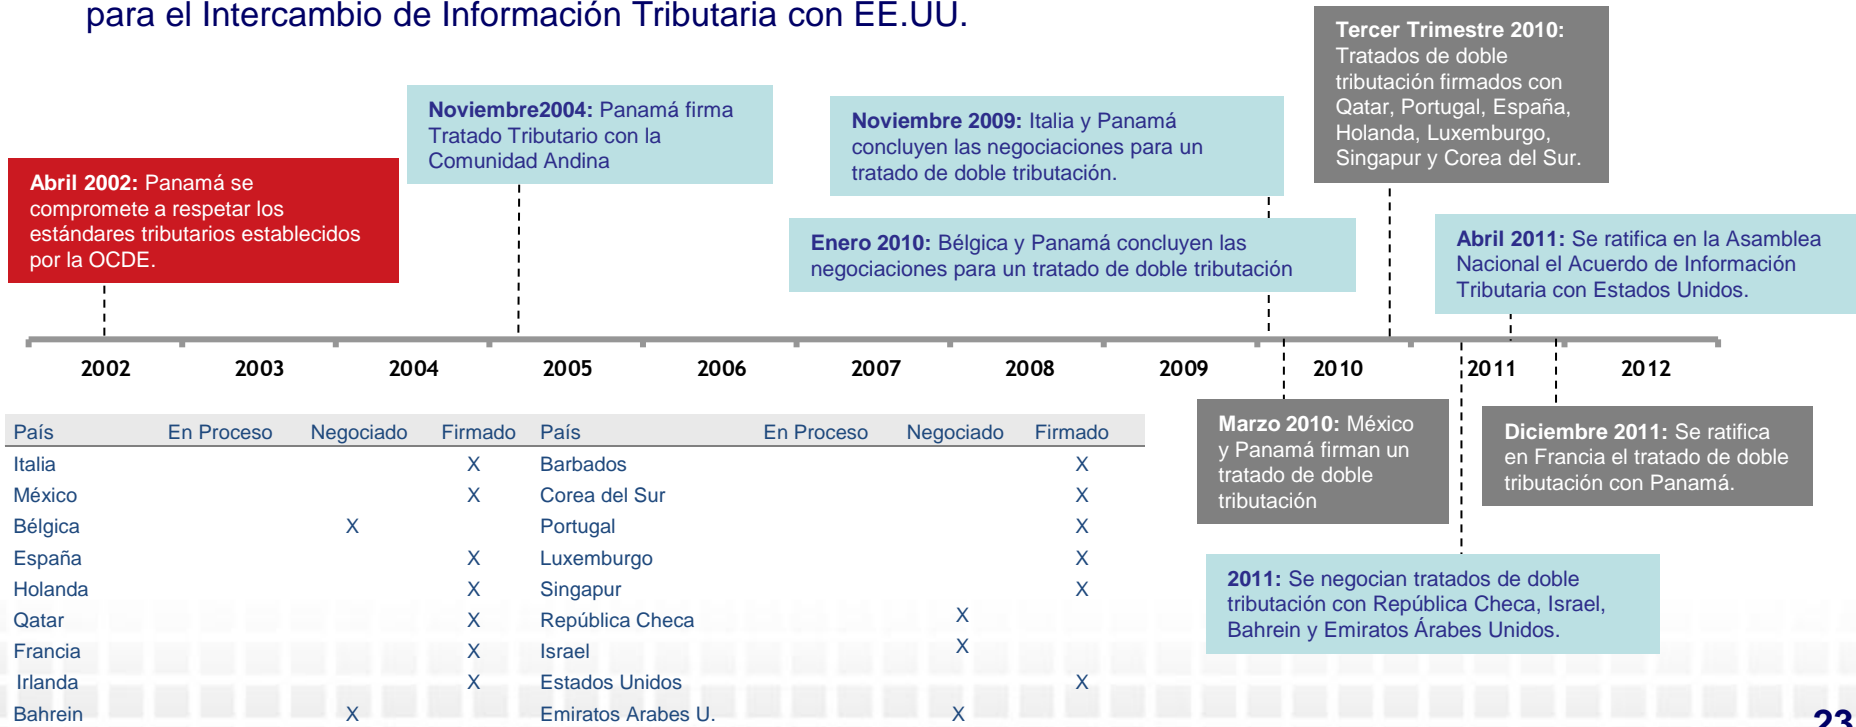 para el Intercambio de Información Tributaria con EE.UU.
Abril 2002: Panamá se
compromete a respetar los
estándares tributarios establecidos
por la OCDE.
Noviembre2004: Panamá firma
Tratado Tributario con la
Comunidad Andina
Noviembre 2009: Italia y Panamá
concluyen las negociaciones para un
tratado de doble tributación.
Enero 2010: Bélgica y Panamá concluyen las
negociaciones para un tratado de doble tributación
Tercer Trimestre 2010:
Tratados de doble
tributación firmados con
Qatar, Portugal, España,
Holanda, Luxemburgo,
Singapur y Corea del Sur.
Abril 2011: Se ratifica en la Asamblea
Nacional el Acuerdo de Información
Tributaria con Estados Unidos.
2002 2003 2004 2005 2006 2007 2008 2009 2010 2011 2012
País En Proceso Negociado Firmado País En Proceso Negociado Firmado
Italia X Barbados X
México X Corea del Sur X
Bélgica X Portugal X
España X Luxemburgo X
Holanda X Singapur X
Qatar X República Checa X
Francia X Israel X
Irlanda X Estados Unidos X
Bahrein X Emiratos Arabes U. X
Marzo 2010: México
y Panamá firman un
tratado de doble
tributación
Diciembre 2011: Se ratifica
en Francia el tratado de doble
tributación con Panamá.
2011: Se negocian tratados de doble
tributación con República Checa, Israel,
Bahrein y Emiratos Árabes Unidos.
23